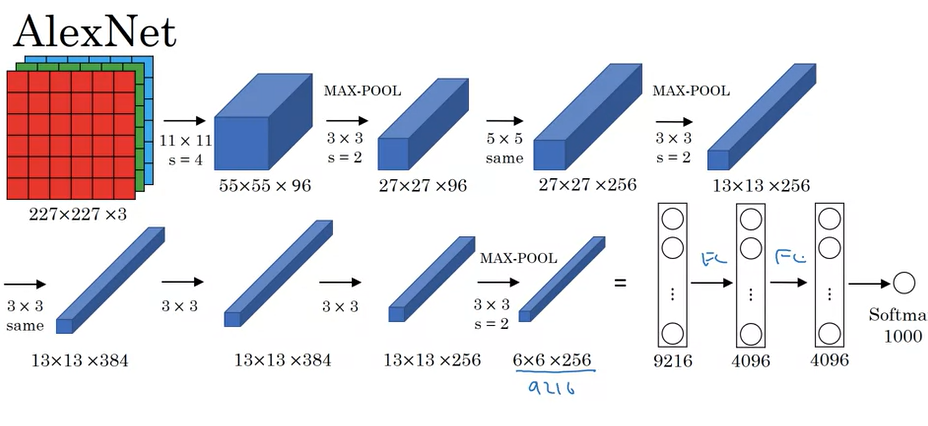 AlexNet
MAX-POOL
MAX-POOL
11 × 11
s = 4
3 × 3
s = 2
5 × 5
same
3 × 3
s = 2
55×55 × 96
27×27 ×96
27×27 ×256
13×13 ×256
227×227 ×3
FC
FC
MAX-POOL
3 × 3
same
3 × 3
3 × 3
3 × 3
s = 2
=
...
...
...
Softma
1000
13×13 ×384
13×13 ×384
13×13 ×256
6×6 ×256
9216
4096
4096
9216